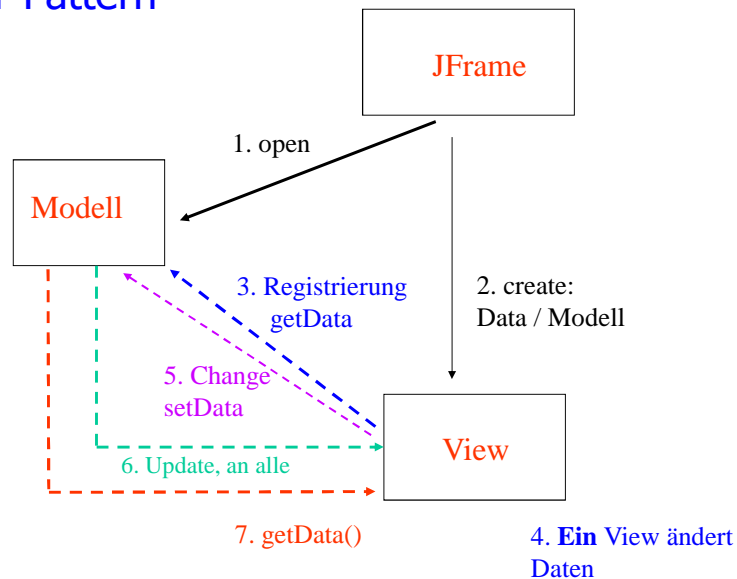 Pattern
JFrame
1. open
Modell
3. Registrierung
getData
2. create:
Data / Modell
5. Change
setData
View
6. Update, an alle
7. getData()
4. Ein View ändert
Daten